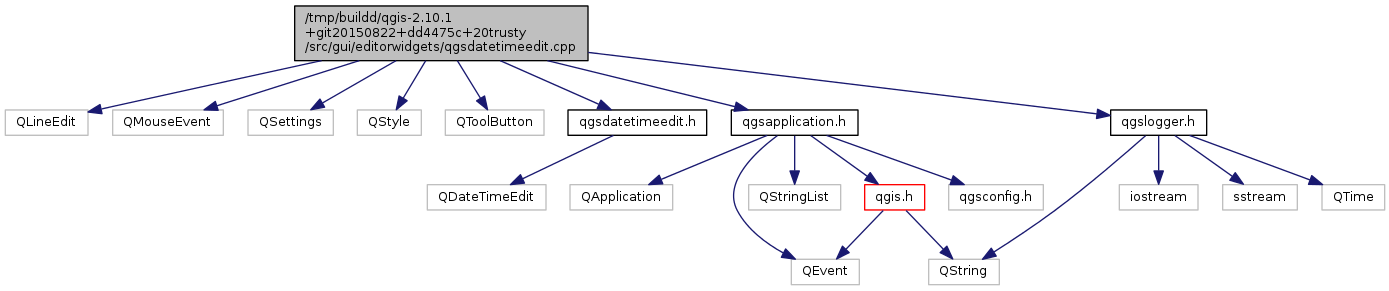 /tmp/buildd/qgis-2.10.1
+git20150822+dd4475c+20trusty
/src/gui/editorwidgets/qgsdatetimeedit.cpp
QLineEdit
QMouseEvent
QSettings
QStyle
QToolButton
qgsdatetimeedit.h
qgsapplication.h
qgslogger.h
QDateTimeEdit
QApplication
QStringList
qgis.h
qgsconfig.h
iostream
sstream
QTime
QEvent
QString